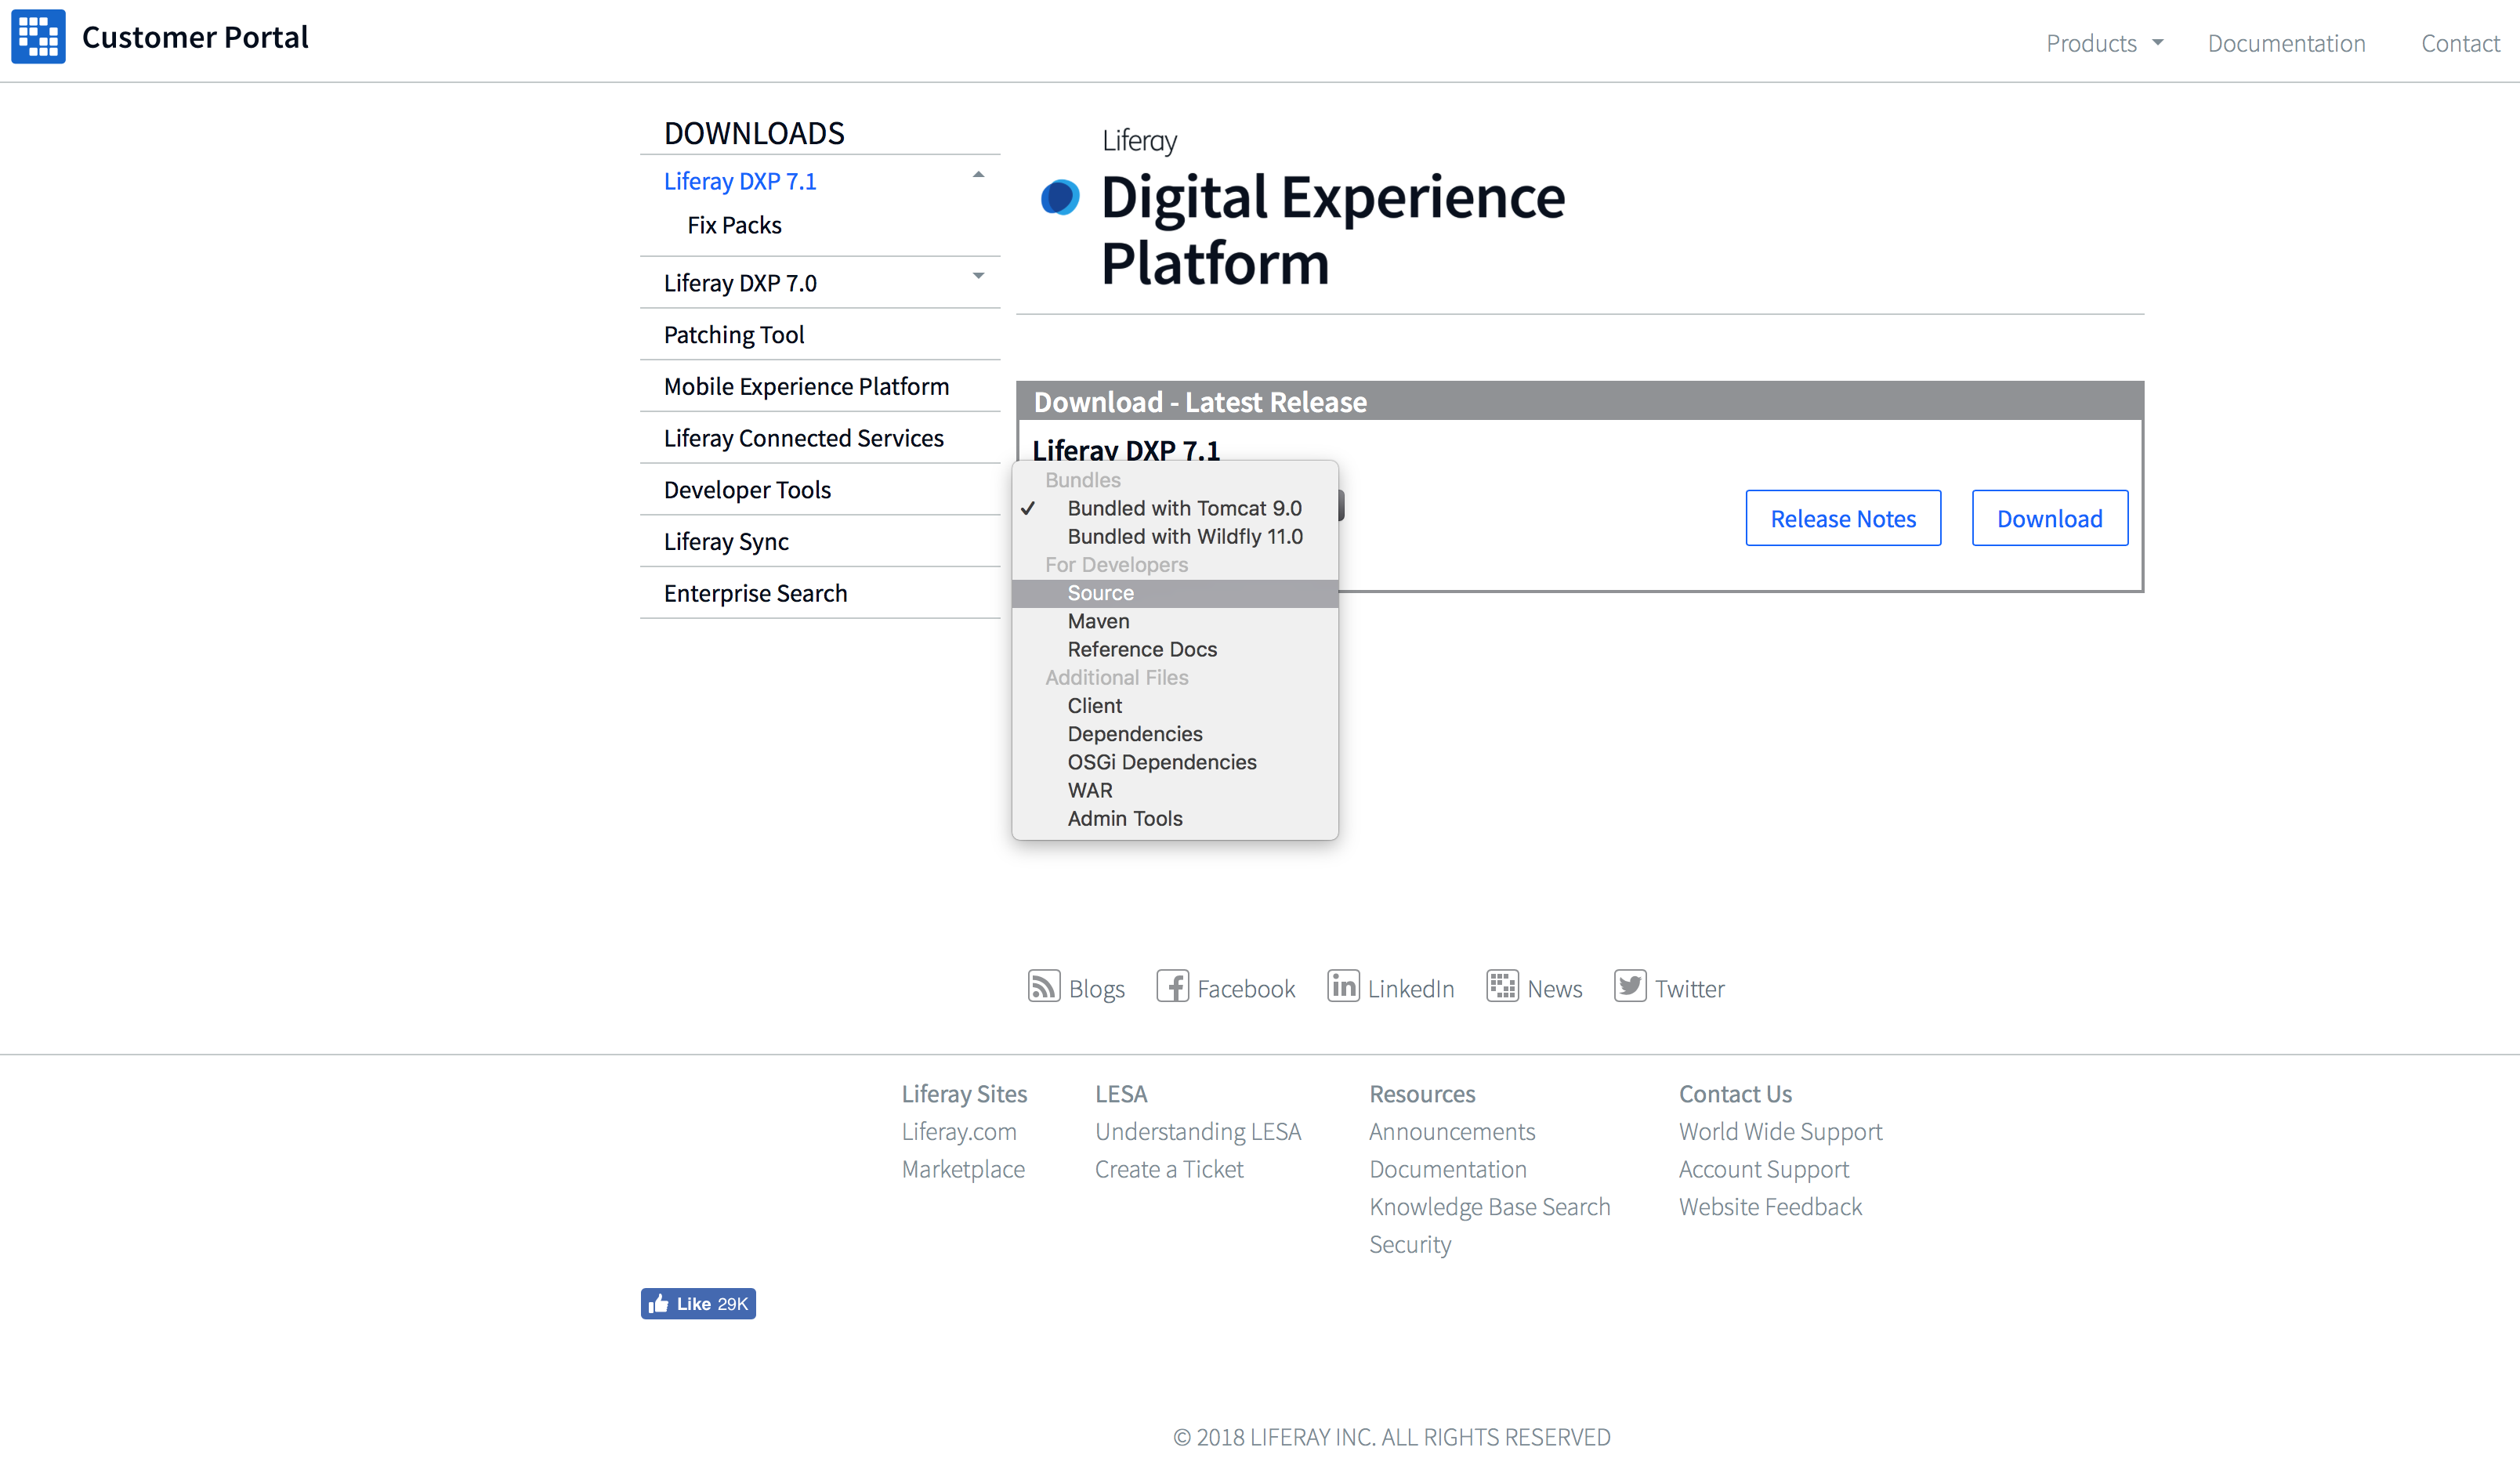 Customer Portal
Products
Documentation
Contact
DOWNLOADS
Liferay DXP 7.1
Fix Packs
Liferay DXP 7.0
Patching Tool
Mobile Experience Platform
Liferay Connected Services
Developer Tools
Liferay Sync
Enterprise Search
Liferay
Digital Experience
Platform
Download - Latest Release
Liferay DXP 7.1
Bundles
Bundled with Tomcat 9.0
Bundled with Wildfly 11.0
For Developers
Source
Maven
Reference Docs
Additional Files
Client
Dependencies
OSGi Dependencies
WAR
Admin Tools
Release Notes
Download
Blogs
Facebook
LinkedIn
News
Twitter
Liferay Sites
Liferay.com
Marketplace
LESA
Understanding LESA
Create a Ticket
Resources
Announcements
Documentation
Knowledge Base Search
Security
Contact Us
World Wide Support
Account Support
Website Feedback
Like 29K
© 2018 LIFERAY INC. ALL RIGHTS RESERVED